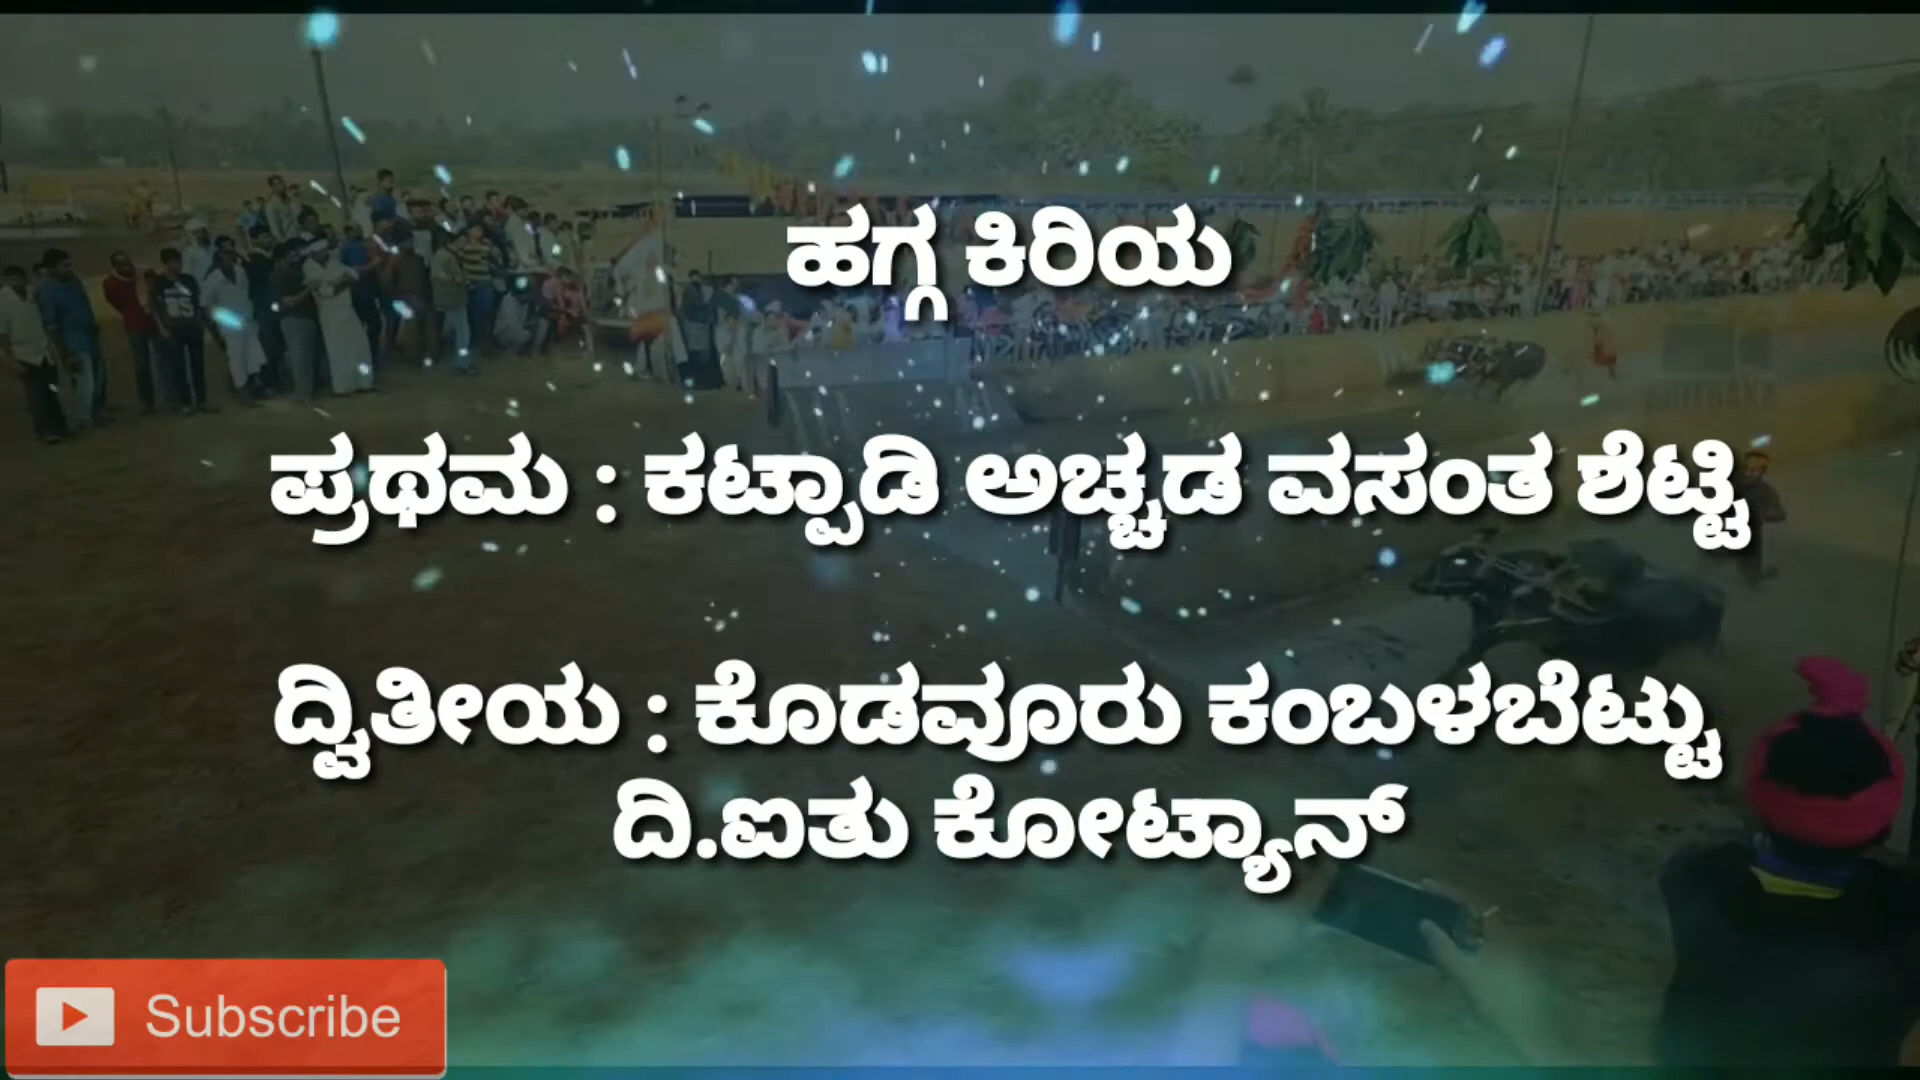 ಹಗ್ಗ ಕಿರಿಯ
ಪ್ರಥಮ : ಕಟ್ಪಾಡಿ ಅಚ್ಚಡ ವಸಂತ ಶೆಟ್ಟಿ
ದ್ವಿತೀಯ : ಕೊಡವೂರು ಕಂಬಳಬೆಟ್ಟು
ದಿ.ಐತು ಕೋಟ್ಯಾನ್
Subscribe